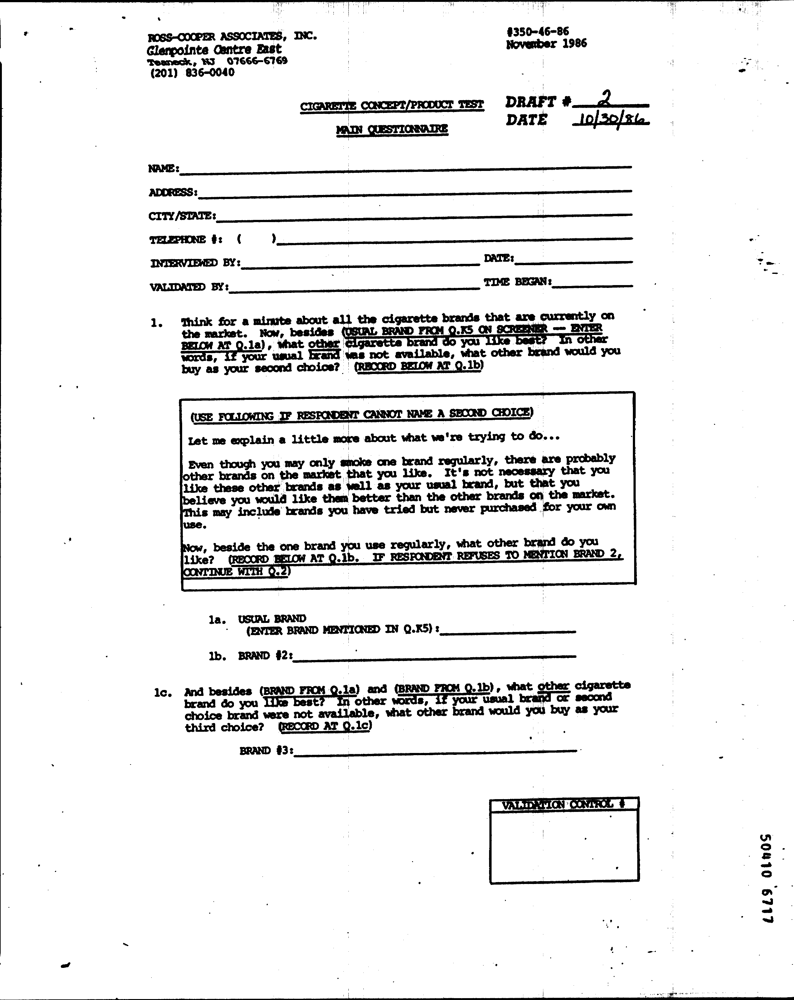 ROSS-COOPER ASSOCIATES, INC.
Glenpointe Centre East
Teaneck, NJ 07666-6769
(201) 836-0040
#350-46-86
November 1986
CIGARETTE CONCEPT/PRODUCT TEST
MAIN QUESTIONNAIRE
DRAFT # 2
DATE 10/30/86
NAME:
ADDRESS:
CITY/STATE:
TELEPHONE #: ( )
INTERVIEWED BY: DATE:
VALIDATED BY: TIME BEGAN:
1. Think for a minute about all the cigarette brands that are currently on
the market. Now, besides (USUAL BRAND FROM Q.K5 ON SCREENER -- ENTER
BELOW AT Q.1a), what other cigarette brand do you like best? In other
words, if your usual brand was not available, what other brand would you
buy as your second choice? (RECORD BELOW AT Q.1b)
(USE FOLLOWING IF RESPONDENT CANNOT NAME A SECOND CHOICE)
Let me explain a little more about what we're trying to do...
Even though you may only smoke one brand regularly, there are probably
other brands on the market that you like. It's not necessary that you
like these other brands as well as your usual brand, but that you
believe you would like them better than the other brands on the market.
This may include brands you have tried but never purchased for your own
use.
Now, beside the one brand you use regularly, what other brand do you
like? (RECORD BELOW AT Q.1b. IF RESPONDENT REFUSES TO MENTION BRAND 2,
CONTINUE WITH Q.2)
1a. USUAL BRAND
(ENTER BRAND MENTIONED IN Q.K5):
1b. BRAND #2:
1c. And besides (BRAND FROM Q.1a) and (BRAND FROM Q.1b), what other cigarette
brand do you like best? In other words, if your usual brand or second
choice brand were not available, what other brand would you buy as your
third choice? (RECORD AT Q.1c)
BRAND #3:
VALIDATION CONTROL #
50410 6717